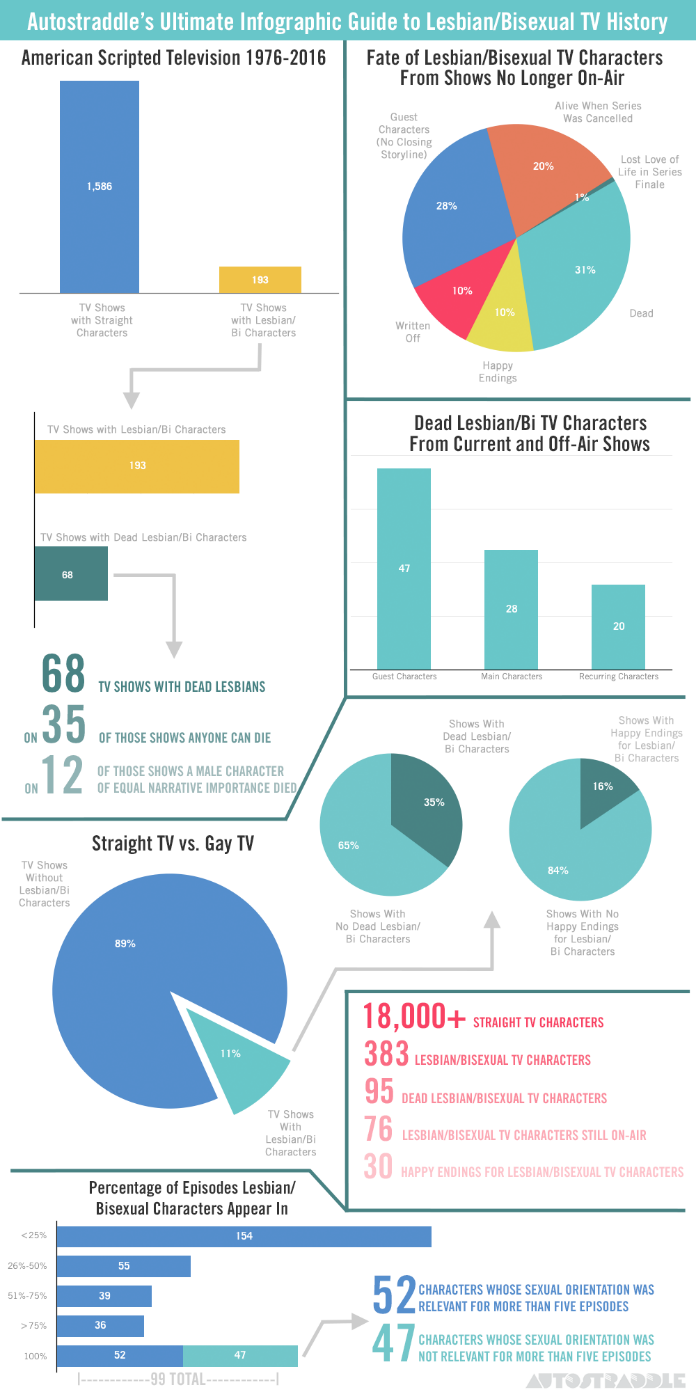 Autostraddle's Ultimate Infographic Guide to Lesbian/Bisexual TV History
American Scripted Television 1976-2016
1,586
193
TV Shows
with Straight
Characters
TV Shows
with Lesbian/
Bi Characters
TV Shows with Lesbian/Bi Characters
193
TV Shows with Dead Lesbian/Bi Characters
68
68 TV SHOWS WITH DEAD LESBIANS
ON 35 OF THOSE SHOWS ANYONE CAN DIE
ON 12 OF THOSE SHOWS A MALE CHARACTER
OF EQUAL NARRATIVE IMPORTANCE DIED
Fate of Lesbian/Bisexual TV Characters
From Shows No Longer On-Air
Guest
Characters
(No Closing
Storyline)
Alive When Series
Was Cancelled
Lost Love of
Life in Series
Finale
20%
1%
28%
31%
10%
10%
Dead
Written
Off
Happy
Endings
Dead Lesbian/Bi TV Characters
From Current and Off-Air Shows
47
28
20
Guest Characters
Main Characters
Recurring Characters
Shows With
Dead Lesbian/
Bi Characters
35%
65%
Shows With
No Dead Lesbian/
Bi Characters
Shows With
Happy Endings
for Lesbian/
Bi Characters
16%
84%
Shows With No
Happy Endings
for Lesbian/
Bi Characters
Straight TV vs. Gay TV
TV Shows
Without
Lesbian/Bi
Characters
89%
11%
TV Shows
With
Lesbian/Bi
Characters
18,000+ STRAIGHT TV CHARACTERS
383 LESBIAN/BISEXUAL TV CHARACTERS
95 DEAD LESBIAN/BISEXUAL TV CHARACTERS
76 LESBIAN/BISEXUAL TV CHARACTERS STILL ON-AIR
30 HAPPY ENDINGS FOR LESBIAN/BISEXUAL TV CHARACTERS
Percentage of Episodes Lesbian/
Bisexual Characters Appear In
<25% 154
26%-50% 55
51%-75% 39
>75% 36
100% 52 47
99 TOTAL
52 CHARACTERS WHOSE SEXUAL ORIENTATION WAS
RELEVANT FOR MORE THAN FIVE EPISODES
47 CHARACTERS WHOSE SEXUAL ORIENTATION WAS
NOT RELEVANT FOR MORE THAN FIVE EPISODES
AUTOSTRADDLE